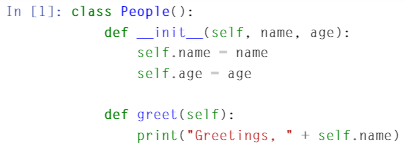 In [1]: class People():
            def __init__(self, name, age):
                self.name = name
                self.age = age

            def greet(self):
                print("Greetings, " + self.name)